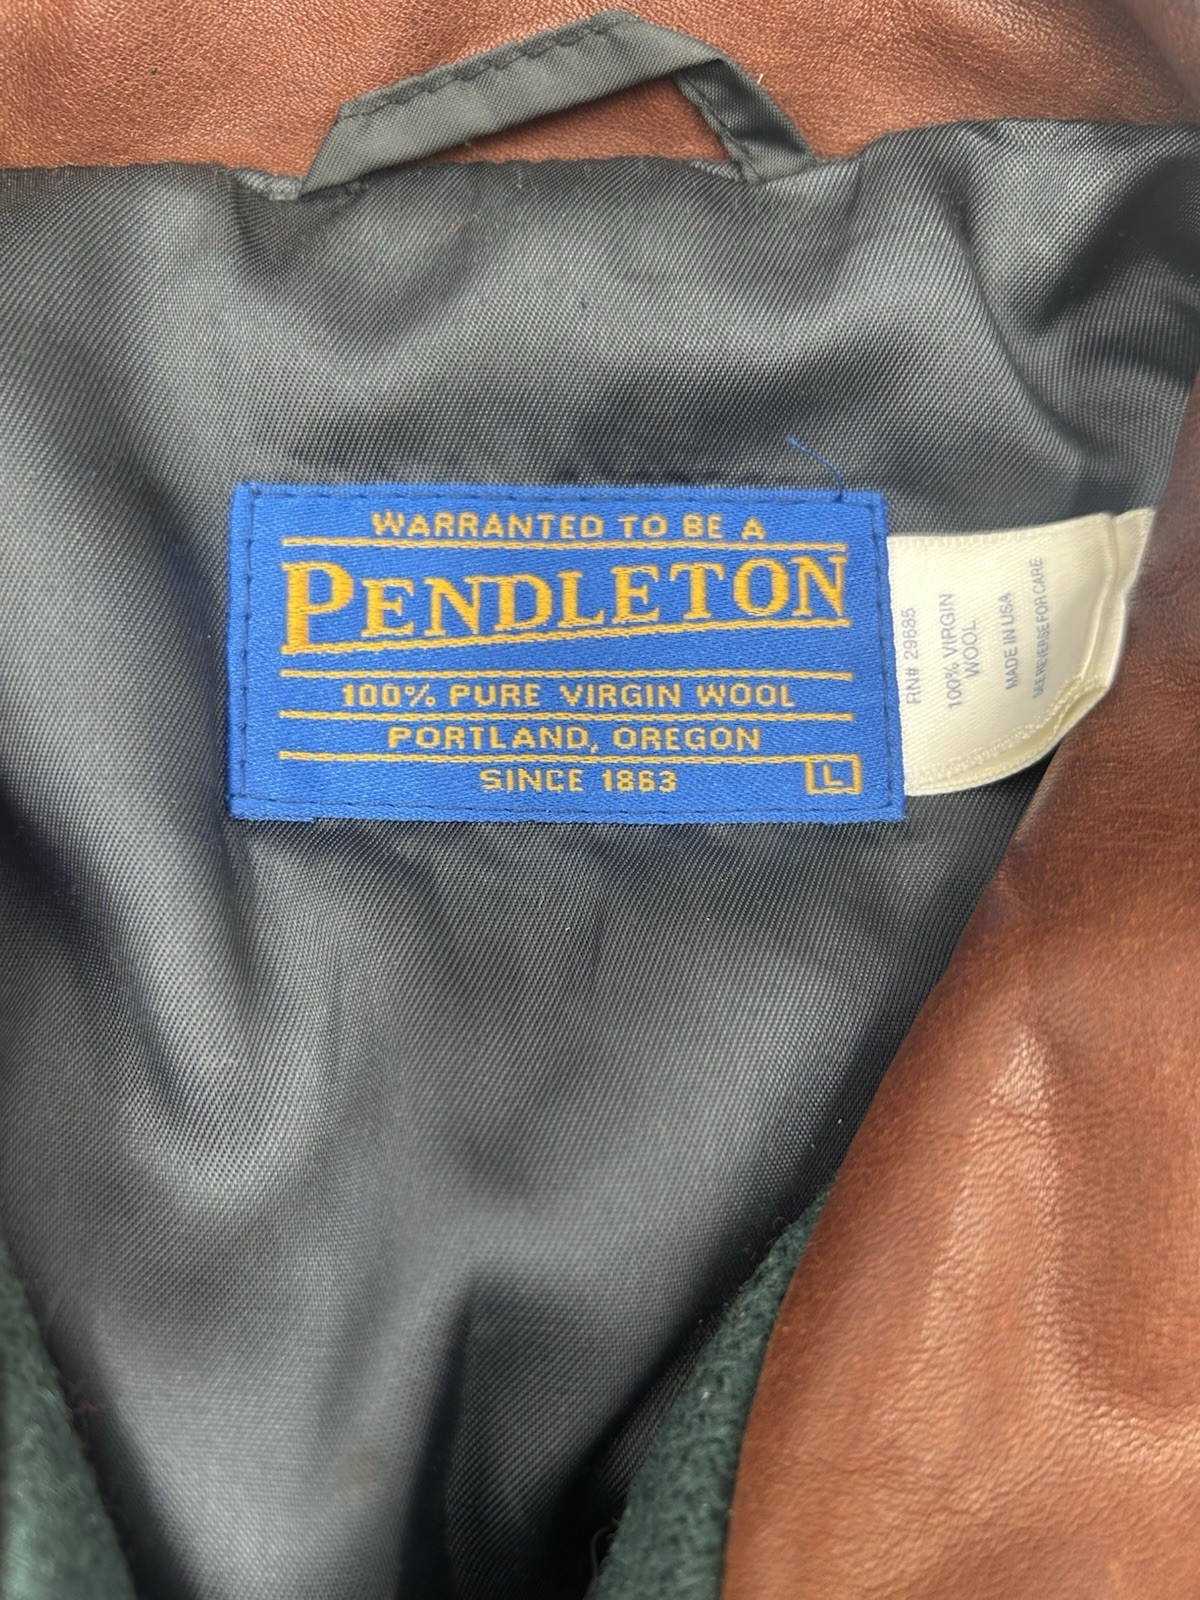 WARRANTED TO BE A
PENDLETON
100% PURE VIRGIN WOOL
PORTLAND, OREGON
SINCE 1863
L
RN# 29685
100% VIRGIN
WOOL
MADE IN USA
SEE REVERSE FOR CARE